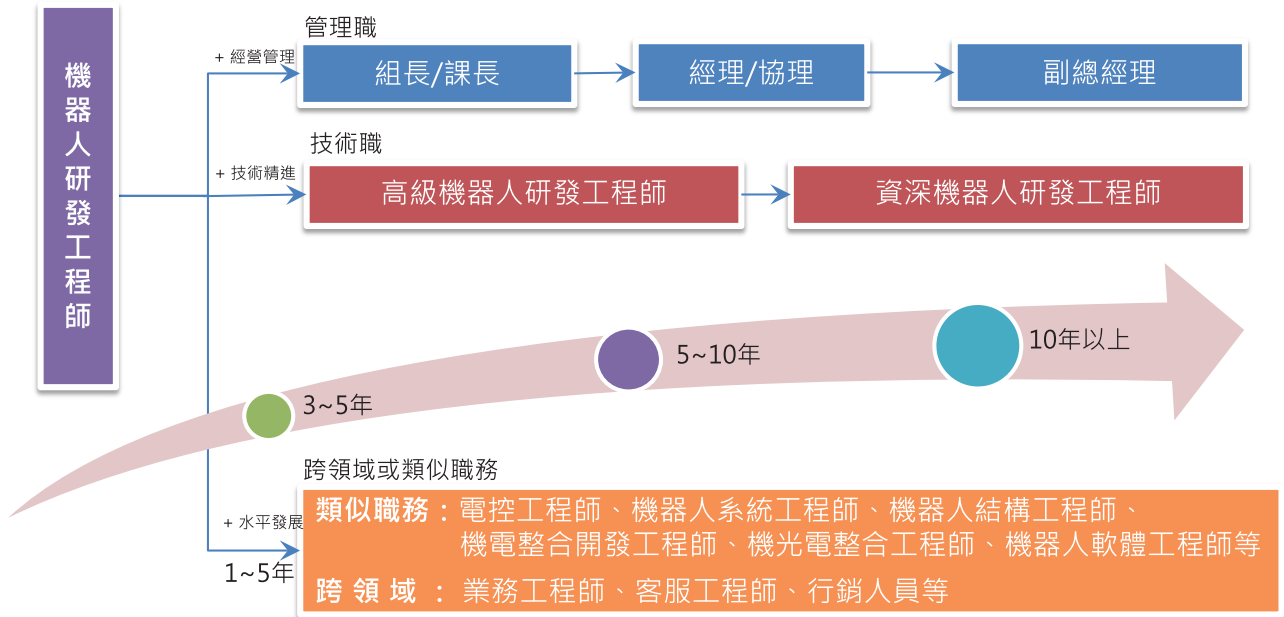 機器人研發工程師
管理職
+ 經營管理
組長/課長
經理/協理
副總經理
技術職
+ 技術精進
高級機器人研發工程師
資深機器人研發工程師
10年以上
5~10年
3~5年
跨領域或類似職務
+ 水平發展
1~5年
類似職務：電控工程師、機器人系統工程師、機器人結構工程師、
機電整合開發工程師、機光電整合工程師、機器人軟體工程師等
跨 領 域 ： 業務工程師、客服工程師、行銷人員等